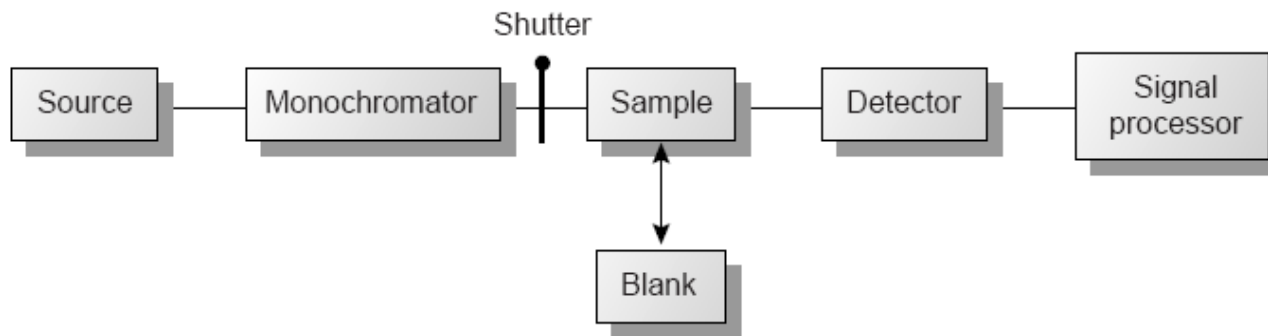 Shutter
Source
Monochromator
Sample
Detector
Signal
processor
Blank